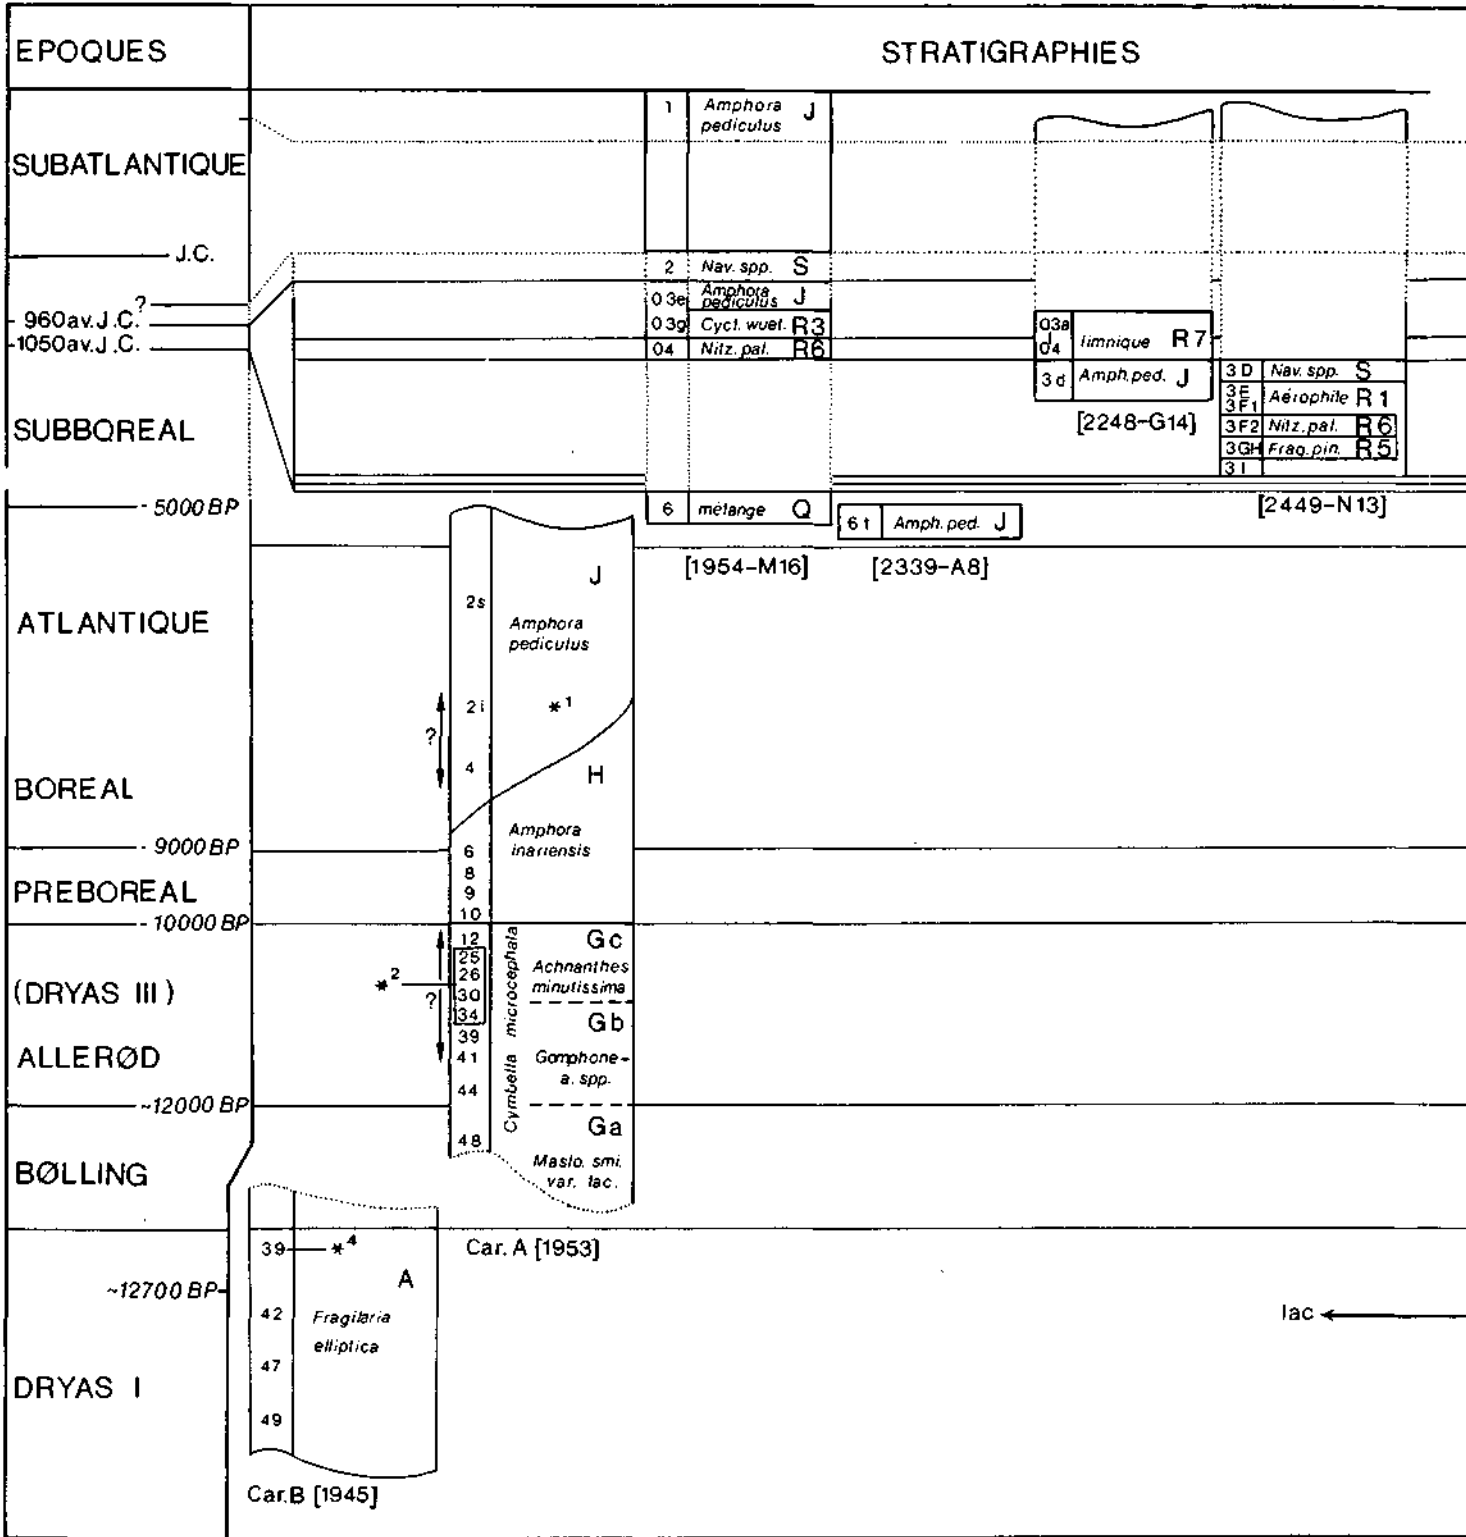 EPOQUES
STRATIGRAPHIES
SUBATLANTIQUE
J.C.
?
960av.J.C.
1050av.J.C.
SUBBOREAL
5000BP
ATLANTIQUE
BOREAL
9000BP
PREBOREAL
10000BP
(DRYAS III)
ALLERØD
~12000BP
BØLLING
~12700BP
DRYAS I
39 *4
A
42 Fragilaria
elliptica
47
49
Car.B [1945]
J
2s
Amphora
pediculus
2i *1
?
4
H
Amphora
inariensis
6
8
9
10
12
25
26
30
34
39
41
44
48
*2
?
Cymbella microcephala
Gc
Achnanthes
minutissima
Gb
Gomphone-
a. spp.
Ga
Maslo. smi.
var. lac.
Car. A [1953]
1 Amphora J
pediculus
2 Nav. spp. S
03e Amphora J
pediculus
03g Cycl. wuet. R3
04 Nitz. pal. R6
6 mélange Q
[1954-M16]
6t Amph. ped. J
[2339-A8]
03a
04
limnique R7
3d Amph. ped. J
[2248-G14]
3D Nav. spp. S
3E
3F1
Aérophile R1
3F2 Nitz. pal. R6
3GH Frag. pin. R5
3I
[2449-N13]
lac